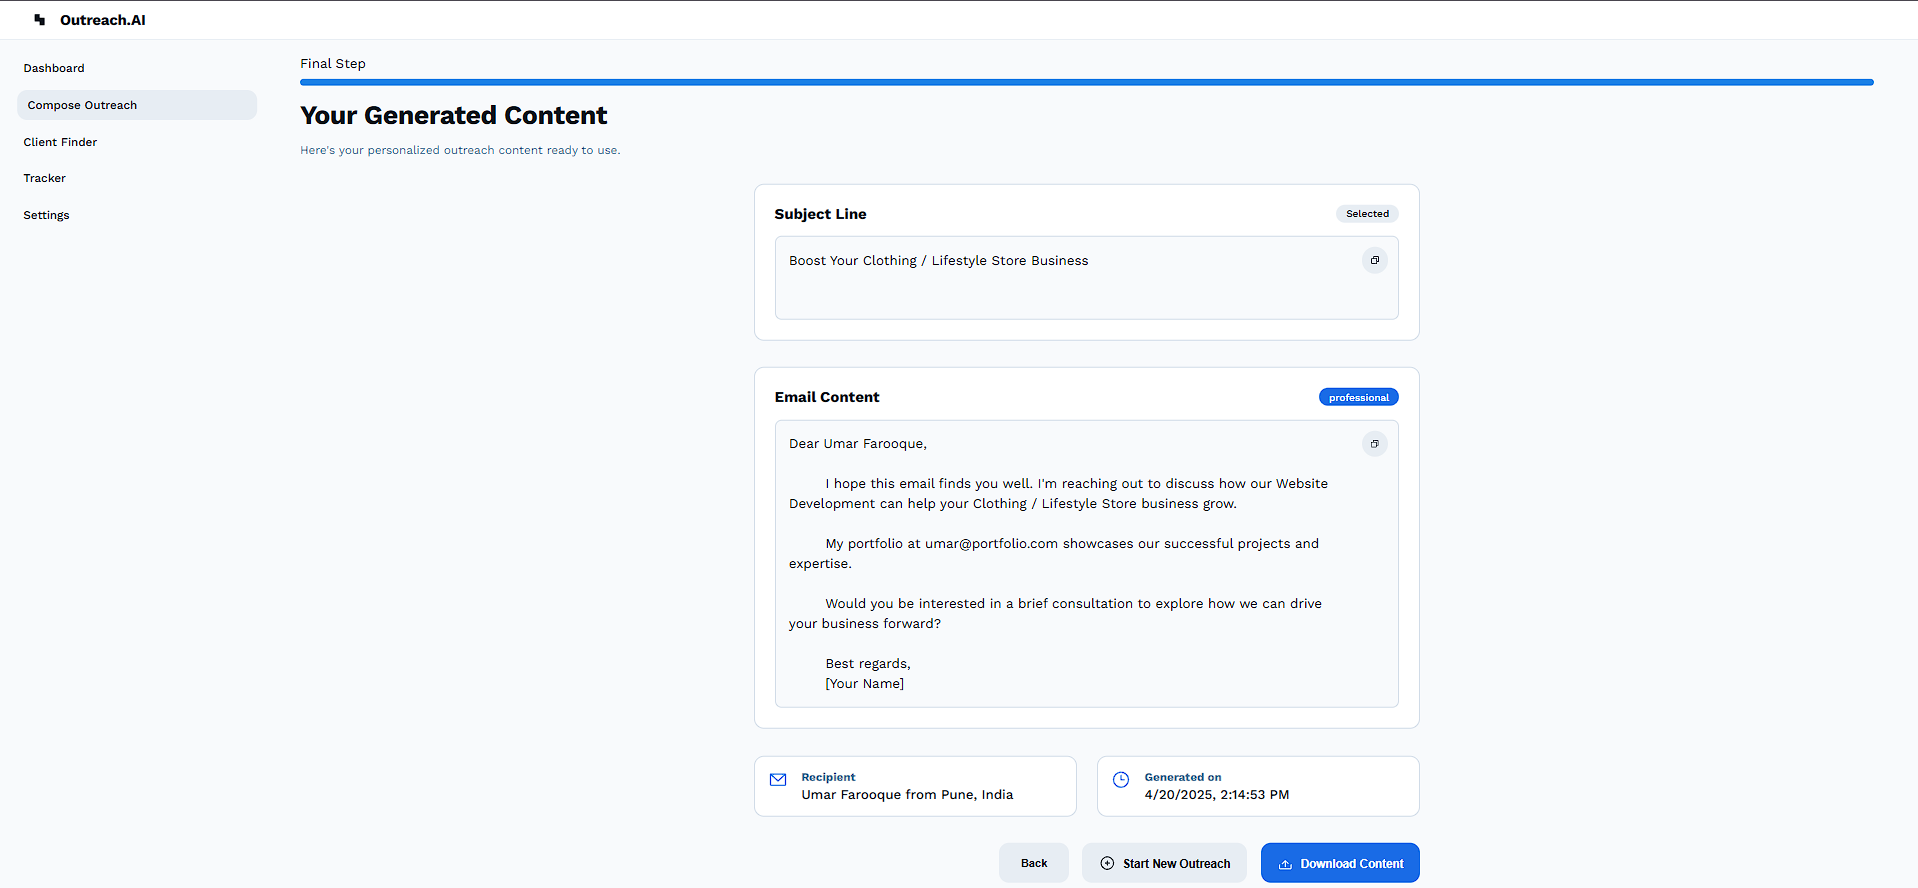 Outreach.AI
Dashboard
Compose Outreach
Client Finder
Tracker
Settings
Final Step
Your Generated Content
Here's your personalized outreach content ready to use.
Subject Line
Selected
Boost Your Clothing / Lifestyle Store Business
Email Content
professional
Dear Umar Farooque,
I hope this email finds you well. I'm reaching out to discuss how our Website
Development can help your Clothing / Lifestyle Store business grow.
My portfolio at umar@portfolio.com showcases our successful projects and
expertise.
Would you be interested in a brief consultation to explore how we can drive
your business forward?
Best regards,
[Your Name]
Recipient
Umar Farooque from Pune, India
Generated on
4/20/2025, 2:14:53 PM
Back
Start New Outreach
Download Content